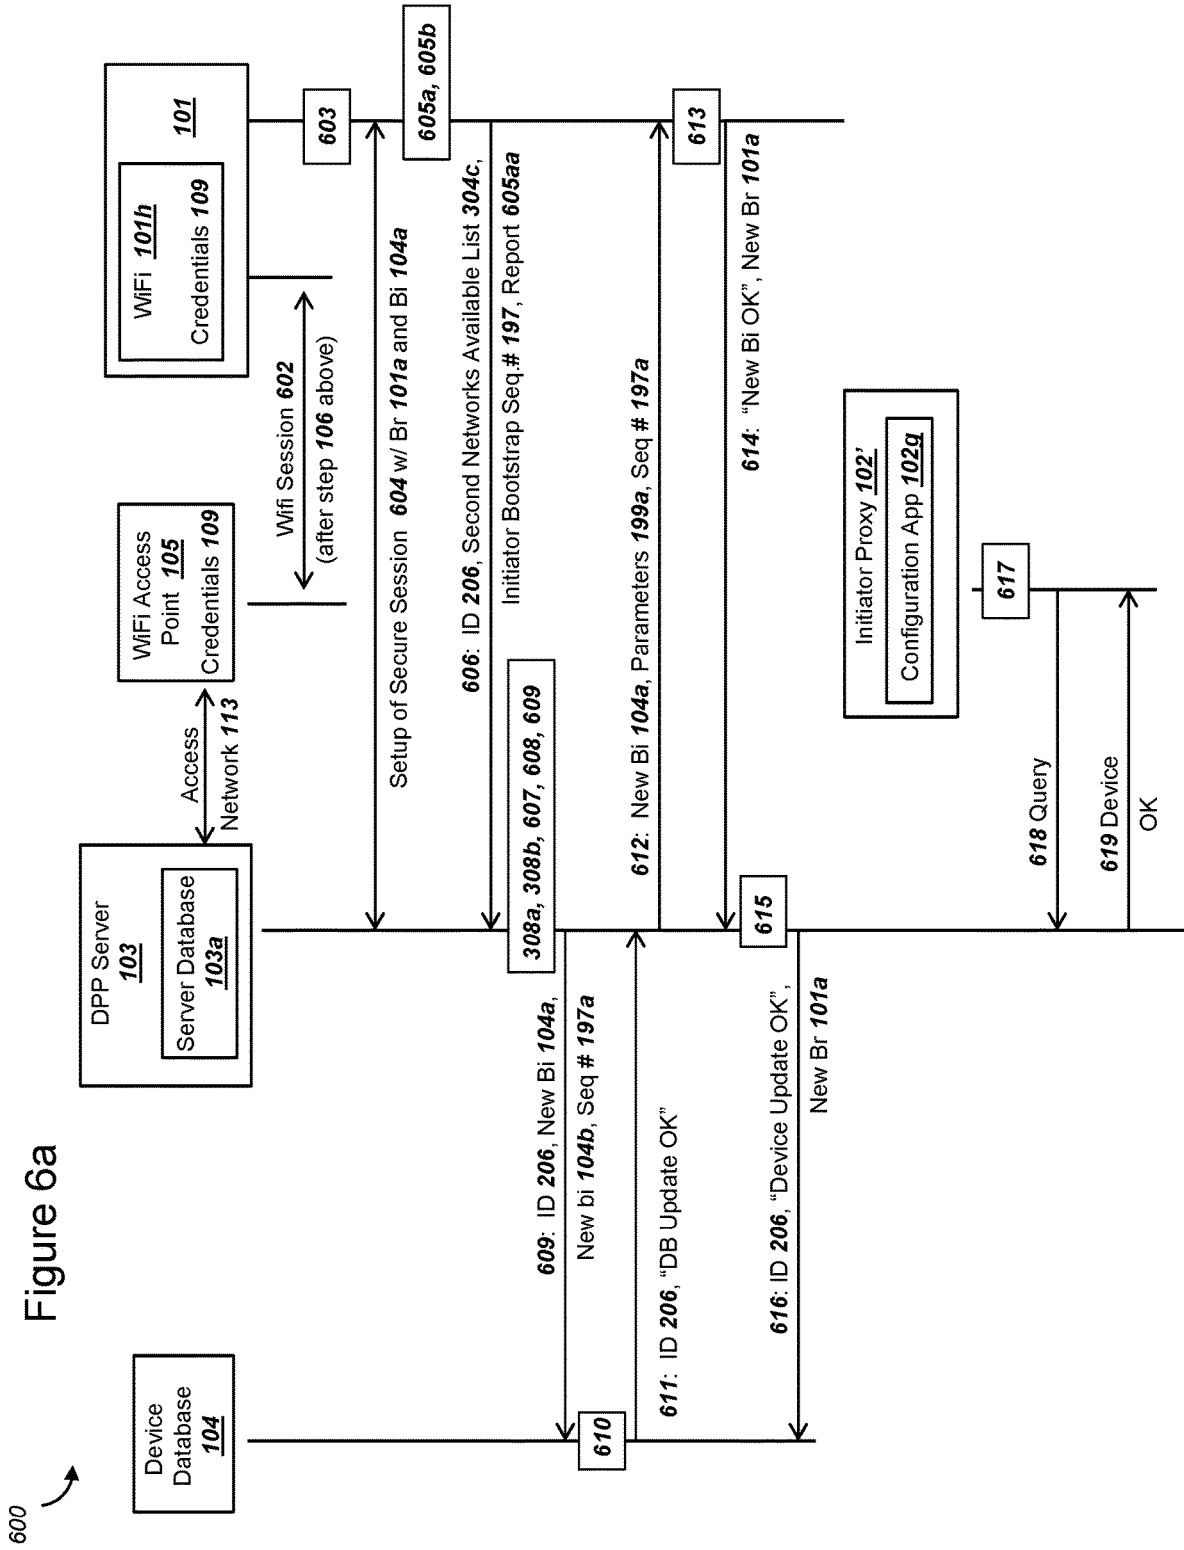 Figure 6a
600
Device
Database
104
DPP Server
103
Server Database
103a
Access
Network 113
WiFi Access
Point 105
Credentials 109
WiFi 101h
Credentials 109
101
Wifi Session 602
(after step 106 above)
603
Setup of Secure Session 604 w/ Br 101a and Bi 104a
605a, 605b
606: ID 206, Second Networks Available List 304c,
Initiator Bootstrap Seq.# 197, Report 605aa
308a, 308b, 607, 608, 609
609: ID 206, New Bi 104a,
New bi 104b, Seq # 197a
610
611: ID 206, “DB Update OK”
612: New Bi 104a, Parameters 199a, Seq # 197a
613
614: “New Bi OK”, New Br 101a
615
616: ID 206, “Device Update OK”,
New Br 101a
Initiator Proxy 102’
Configuration App 102g
617
618 Query
619 Device
OK